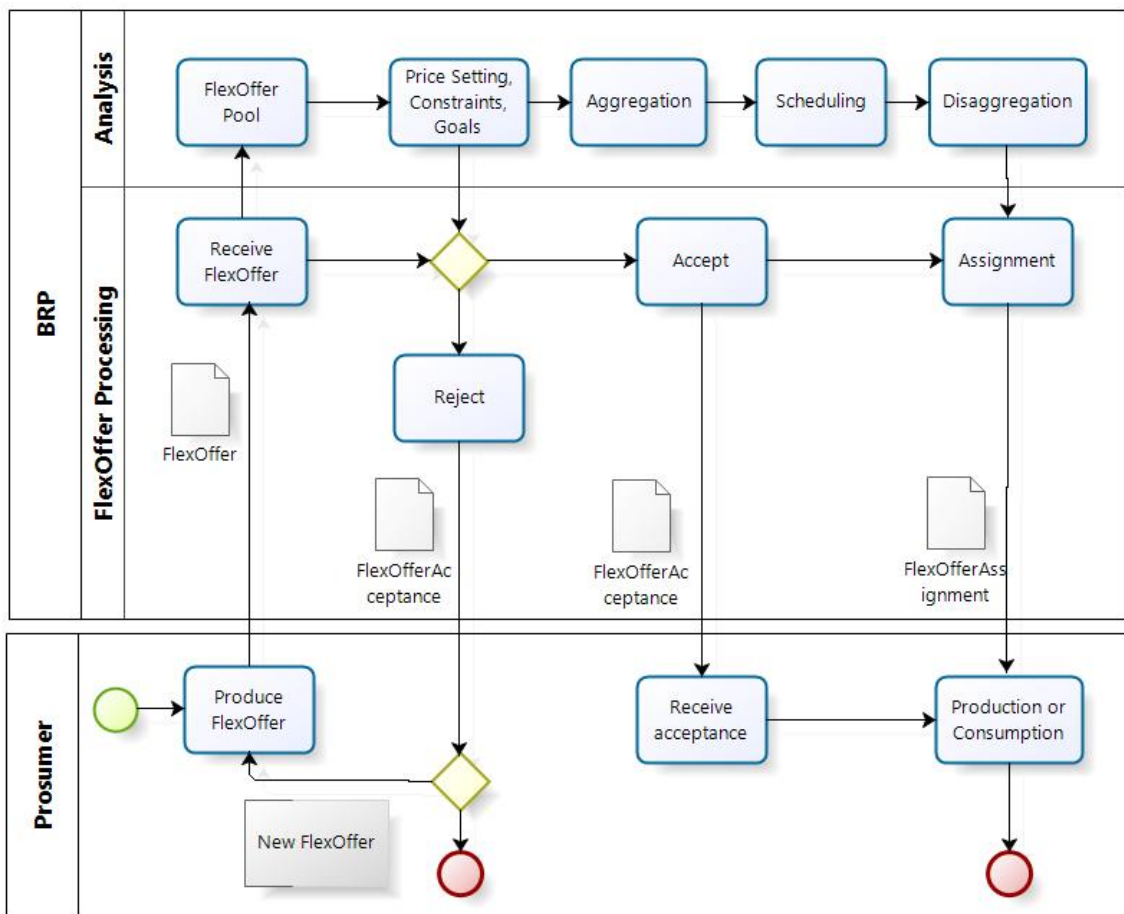 BRP
Analysis
FlexOffer
Pool
Price Setting,
Constraints,
Goals
Aggregation
Scheduling
Disaggregation
FlexOffer Processing
Receive
FlexOffer
Accept
Assignment
Reject
FlexOffer
FlexOfferAc
ceptance
FlexOfferAc
ceptance
FlexOfferAss
ignment
Prosumer
Produce
FlexOffer
Receive
acceptance
Production or
Consumption
New FlexOffer